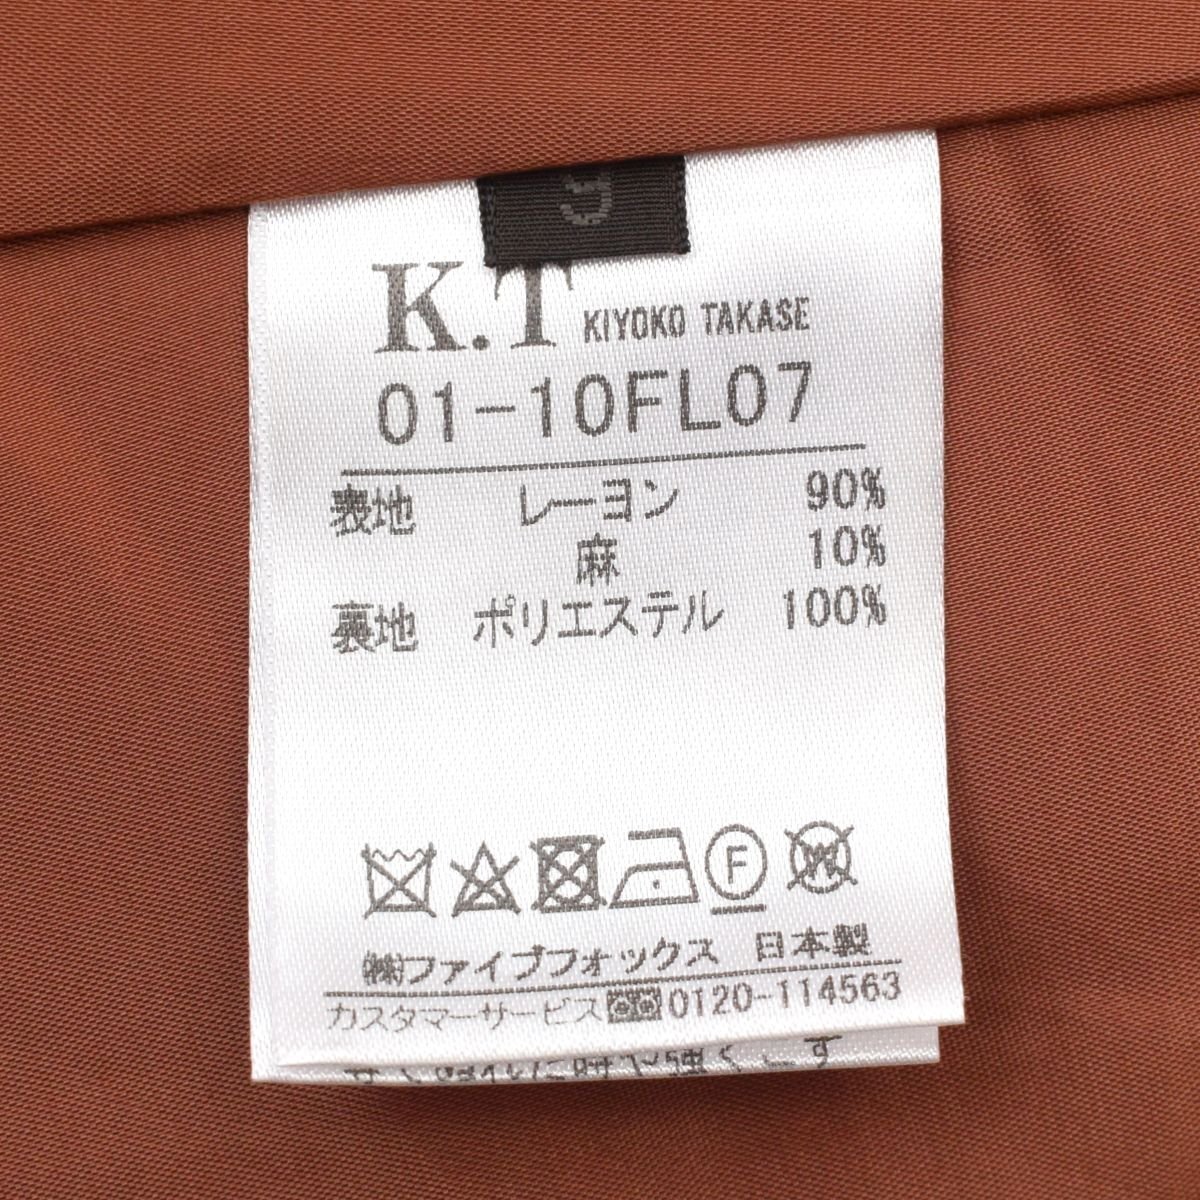 K.T KIYOKO TAKASE
01-10FL07
表地 レーヨン 90%
麻 10%
裏地 ポリエステル 100%
F W
㈱ファイブフォックス 日本製
カスタマーサービス 0120-114563